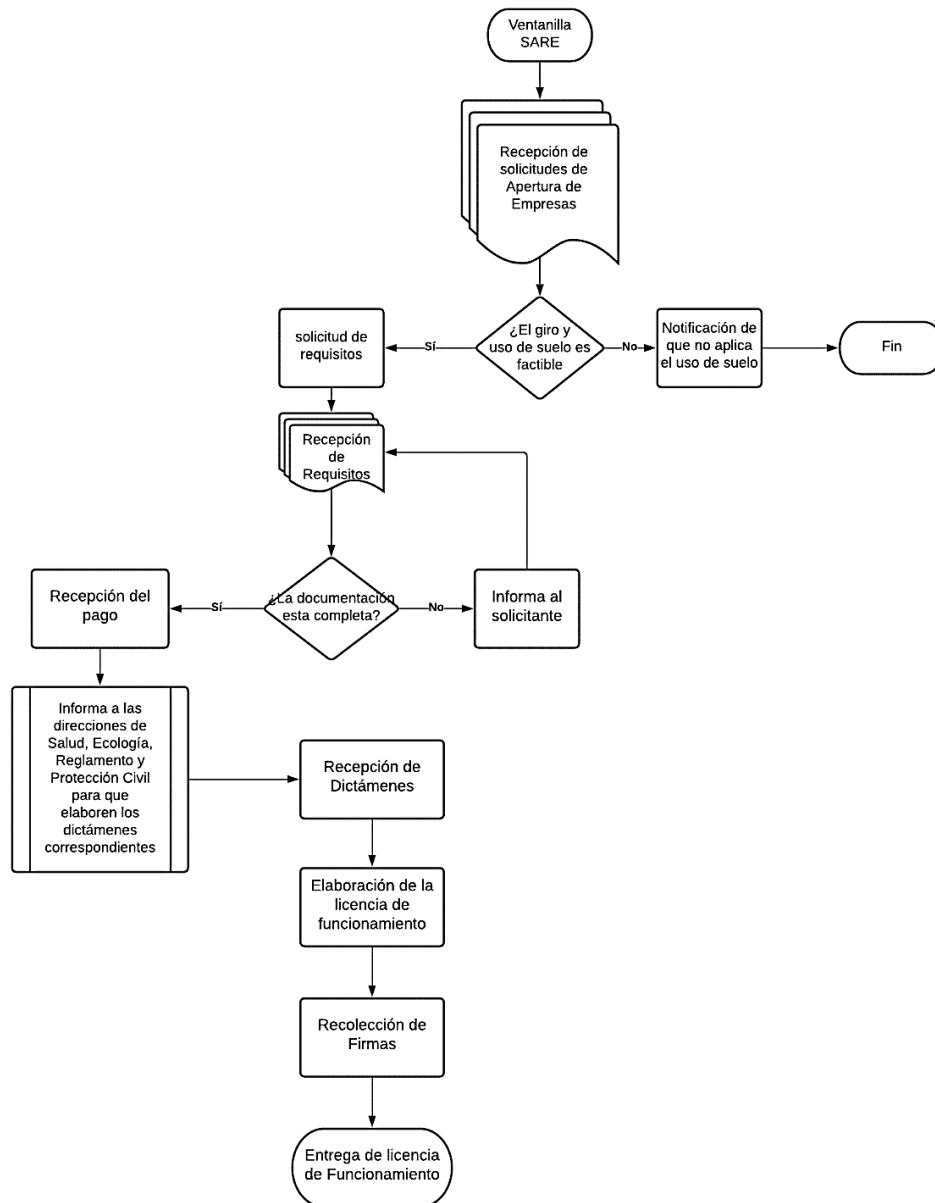 Ventanilla
SARE
Recepción de
solicitudes de
Apertura de
Empresas
¿El giro y
uso de suelo es
factible
Sí
No
solicitud de
requisitos
Notificación de
que no aplica
el uso de suelo
Fin
Recepción
de
Requisitos
¿La documentación
esta completa?
Sí
No
Recepción del
pago
Informa al
solicitante
Informa a las
direcciones de
Salud, Ecología,
Reglamento y
Protección Civil
para que
elaboren los
dictámenes
correspondientes
Recepción de
Dictámenes
Elaboración de la
licencia de
funcionamiento
Recolección de
Firmas
Entrega de licencia
de Funcionamiento